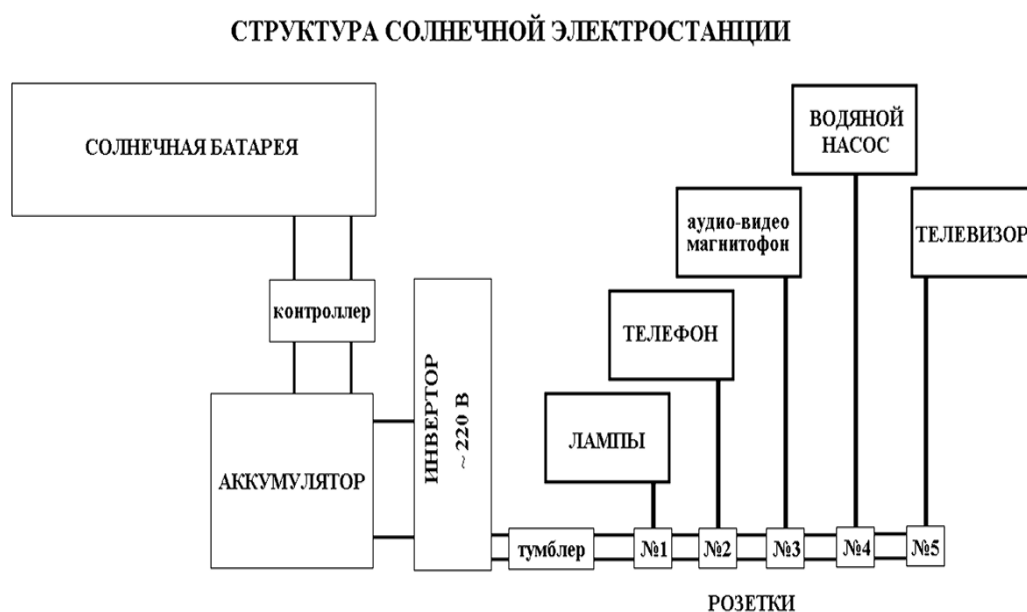 СТРУКТУРА СОЛНЕЧНОЙ ЭЛЕКТРОСТАНЦИИ
СОЛНЕЧНАЯ БАТАРЕЯ
ВОДЯНОЙ
НАСОС
аудио-видео
магнитофон
ТЕЛЕВИЗОР
контроллер
ТЕЛЕФОН
ИНВЕРТОР
~ 220 В
ЛАМПЫ
АККУМУЛЯТОР
тумблер
№1
№2
№3
№4
№5
РОЗЕТКИ